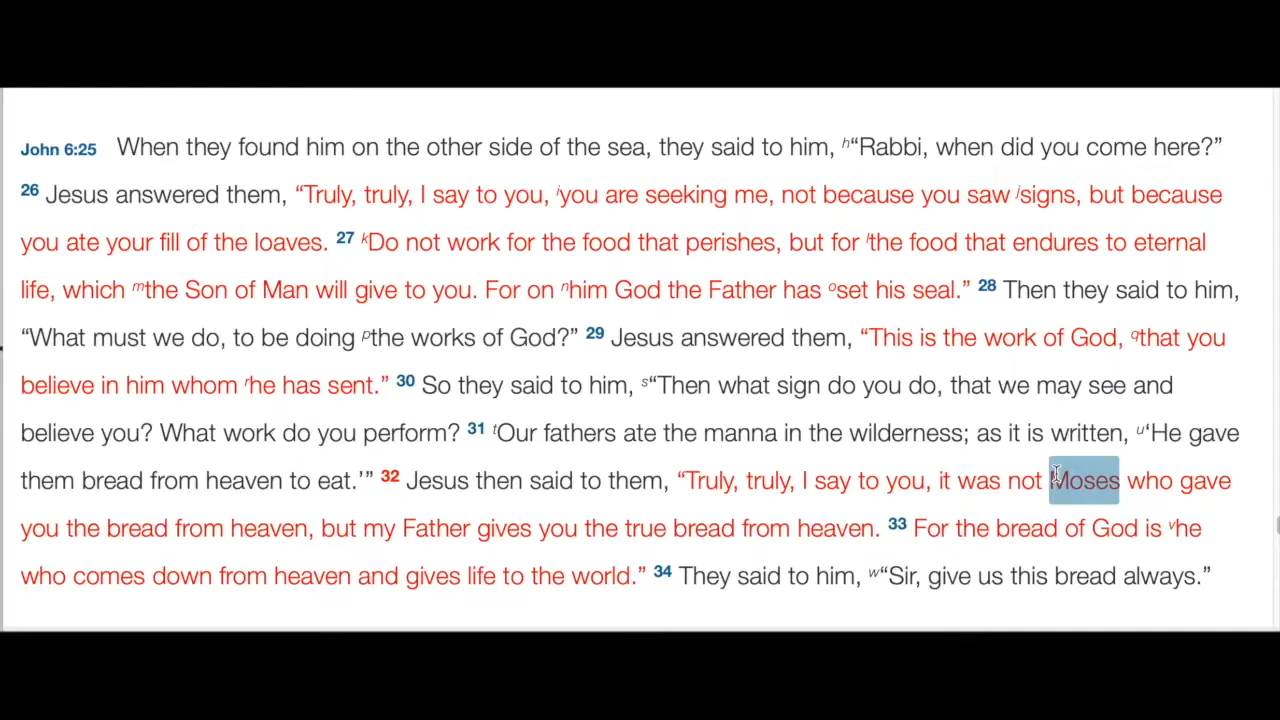 John 6:25 When they found him on the other side of the sea, they said to him, h“Rabbi, when did you come here?”
26 Jesus answered them, “Truly, truly, I say to you, iyou are seeking me, not because you saw jsigns, but because
you ate your fill of the loaves. 27 kDo not work for the food that perishes, but for lthe food that endures to eternal
life, which mthe Son of Man will give to you. For on nhim God the Father has oset his seal.” 28 Then they said to him,
“What must we do, to be doing pthe works of God?” 29 Jesus answered them, “This is the work of God, qthat you
believe in him whom rhe has sent.” 30 So they said to him, s“Then what sign do you do, that we may see and
believe you? What work do you perform? 31 tOur fathers ate the manna in the wilderness; as it is written, u‘He gave
them bread from heaven to eat.’” 32 Jesus then said to them, “Truly, truly, I say to you, it was not Moses who gave
you the bread from heaven, but my Father gives you the true bread from heaven. 33 For the bread of God is vhe
who comes down from heaven and gives life to the world.” 34 They said to him, w“Sir, give us this bread always.”